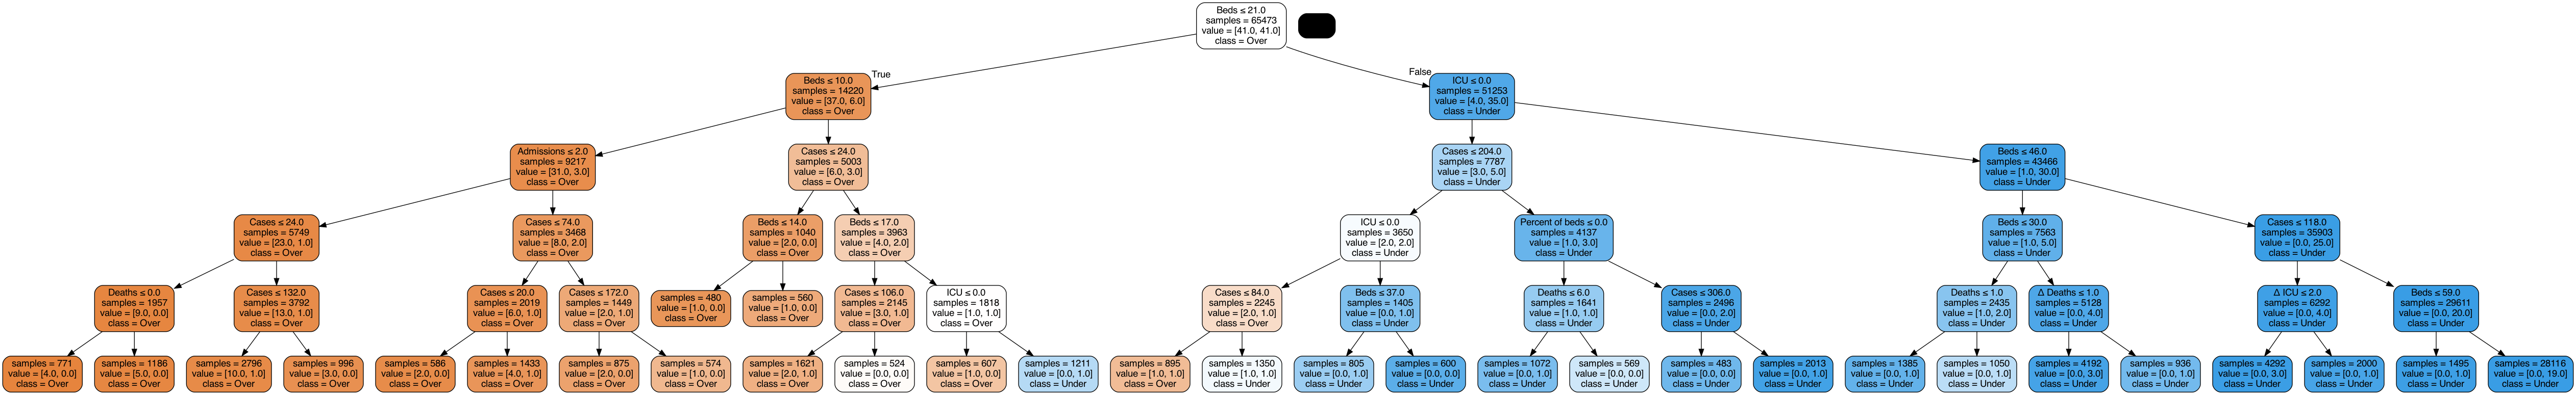 Beds ≤ 21.0
samples = 65473
value = [41.0, 41.0]
class = Over
True
False
Beds ≤ 10.0
samples = 14220
value = [37.0, 6.0]
class = Over
ICU ≤ 0.0
samples = 51253
value = [4.0, 35.0]
class = Under
Admissions ≤ 2.0
samples = 9217
value = [31.0, 3.0]
class = Over
Cases ≤ 24.0
samples = 5003
value = [6.0, 3.0]
class = Over
Cases ≤ 204.0
samples = 7787
value = [3.0, 5.0]
class = Under
Beds ≤ 46.0
samples = 43466
value = [1.0, 30.0]
class = Under
Cases ≤ 24.0
samples = 5749
value = [23.0, 1.0]
class = Over
Cases ≤ 74.0
samples = 3468
value = [8.0, 2.0]
class = Over
Beds ≤ 14.0
samples = 1040
value = [2.0, 0.0]
class = Over
Beds ≤ 17.0
samples = 3963
value = [4.0, 2.0]
class = Over
ICU ≤ 0.0
samples = 3650
value = [2.0, 2.0]
class = Under
Percent of beds ≤ 0.0
samples = 4137
value = [1.0, 3.0]
class = Under
Beds ≤ 30.0
samples = 7563
value = [1.0, 5.0]
class = Under
Cases ≤ 118.0
samples = 35903
value = [0.0, 25.0]
class = Under
Deaths ≤ 0.0
samples = 1957
value = [9.0, 0.0]
class = Over
Cases ≤ 132.0
samples = 3792
value = [13.0, 1.0]
class = Over
Cases ≤ 20.0
samples = 2019
value = [6.0, 1.0]
class = Over
Cases ≤ 172.0
samples = 1449
value = [2.0, 1.0]
class = Over
samples = 480
value = [1.0, 0.0]
class = Over
samples = 560
value = [1.0, 0.0]
class = Over
Cases ≤ 106.0
samples = 2145
value = [3.0, 1.0]
class = Over
ICU ≤ 0.0
samples = 1818
value = [1.0, 1.0]
class = Over
Cases ≤ 84.0
samples = 2245
value = [2.0, 1.0]
class = Over
Beds ≤ 37.0
samples = 1405
value = [0.0, 1.0]
class = Under
Deaths ≤ 6.0
samples = 1641
value = [1.0, 1.0]
class = Under
Cases ≤ 306.0
samples = 2496
value = [0.0, 2.0]
class = Under
Deaths ≤ 1.0
samples = 2435
value = [1.0, 2.0]
class = Under
Δ Deaths ≤ 1.0
samples = 5128
value = [0.0, 4.0]
class = Under
Δ ICU ≤ 2.0
samples = 6292
value = [0.0, 4.0]
class = Under
Beds ≤ 59.0
samples = 29611
value = [0.0, 20.0]
class = Under
samples = 771
value = [4.0, 0.0]
class = Over
samples = 1186
value = [5.0, 0.0]
class = Over
samples = 2796
value = [10.0, 1.0]
class = Over
samples = 996
value = [3.0, 0.0]
class = Over
samples = 586
value = [2.0, 0.0]
class = Over
samples = 1433
value = [4.0, 1.0]
class = Over
samples = 875
value = [2.0, 0.0]
class = Over
samples = 574
value = [1.0, 0.0]
class = Over
samples = 1621
value = [2.0, 1.0]
class = Over
samples = 524
value = [0.0, 0.0]
class = Over
samples = 607
value = [1.0, 0.0]
class = Over
samples = 1211
value = [0.0, 1.0]
class = Under
samples = 895
value = [1.0, 1.0]
class = Over
samples = 1350
value = [1.0, 1.0]
class = Under
samples = 805
value = [0.0, 1.0]
class = Under
samples = 600
value = [0.0, 0.0]
class = Under
samples = 1072
value = [0.0, 1.0]
class = Under
samples = 569
value = [0.0, 0.0]
class = Under
samples = 483
value = [0.0, 0.0]
class = Under
samples = 2013
value = [0.0, 1.0]
class = Under
samples = 1385
value = [0.0, 1.0]
class = Under
samples = 1050
value = [0.0, 1.0]
class = Under
samples = 4192
value = [0.0, 3.0]
class = Under
samples = 936
value = [0.0, 1.0]
class = Under
samples = 4292
value = [0.0, 3.0]
class = Under
samples = 2000
value = [0.0, 1.0]
class = Under
samples = 1495
value = [0.0, 1.0]
class = Under
samples = 28116
value = [0.0, 19.0]
class = Under